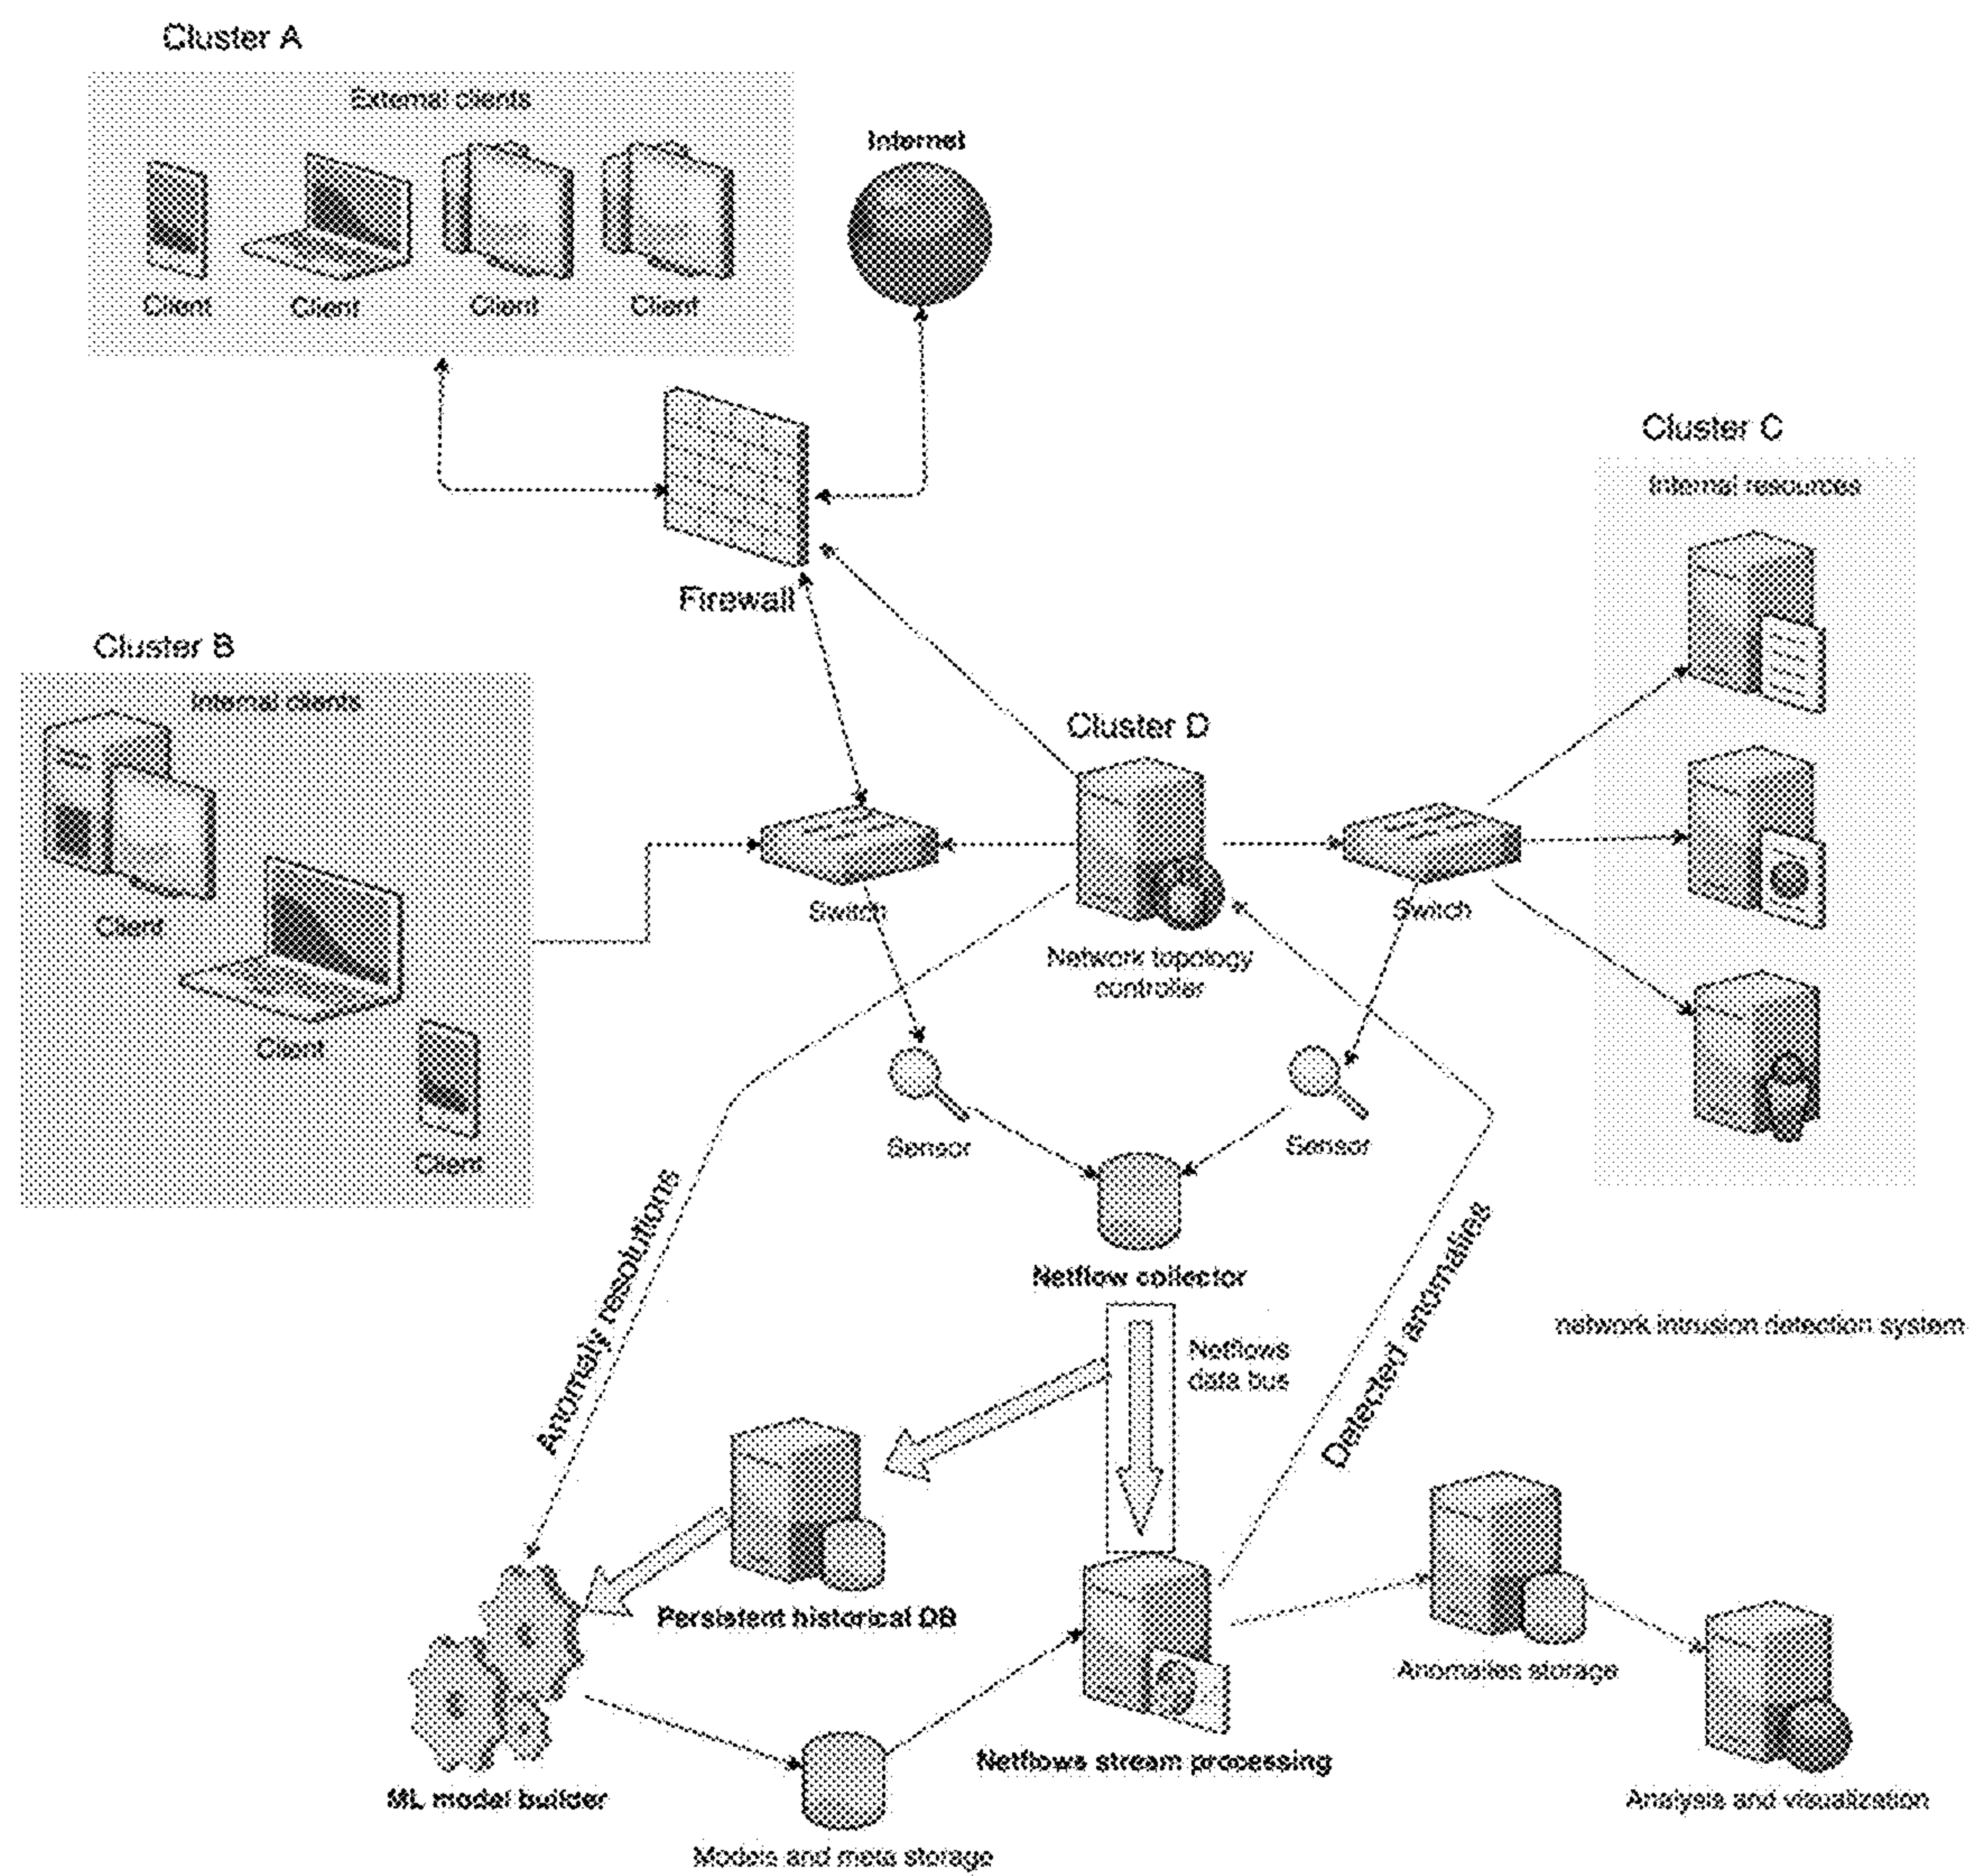 Cluster A
External clients
Client
Client
Client
Client
Internet
Firewall
Cluster B
Internal clients
Client
Client
Client
Cluster C
Internal resources
Cluster D
Switch
Network topology
controller
Switch
Sensor
Sensor
Netflow collector
Anomaly resolutions
Netflows
data bus
Detected anomalies
network intrusion detection system
Persistent historical DB
Anomalies storage
Netflows stream processing
ML model builder
Analysis and visualization
Models and meta storage